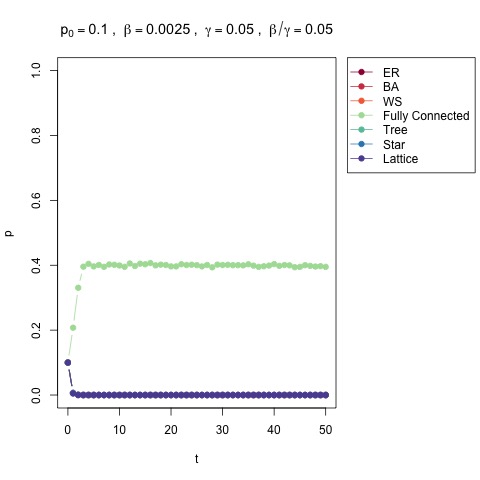 p₀ = 0.1 , β = 0.0025 , γ = 0.05 , β/γ = 0.05
ER
BA
WS
Fully Connected
Tree
Star
Lattice
1.0
0.8
0.6
0.4
0.2
0.0
p
0 10 20 30 40 50
t